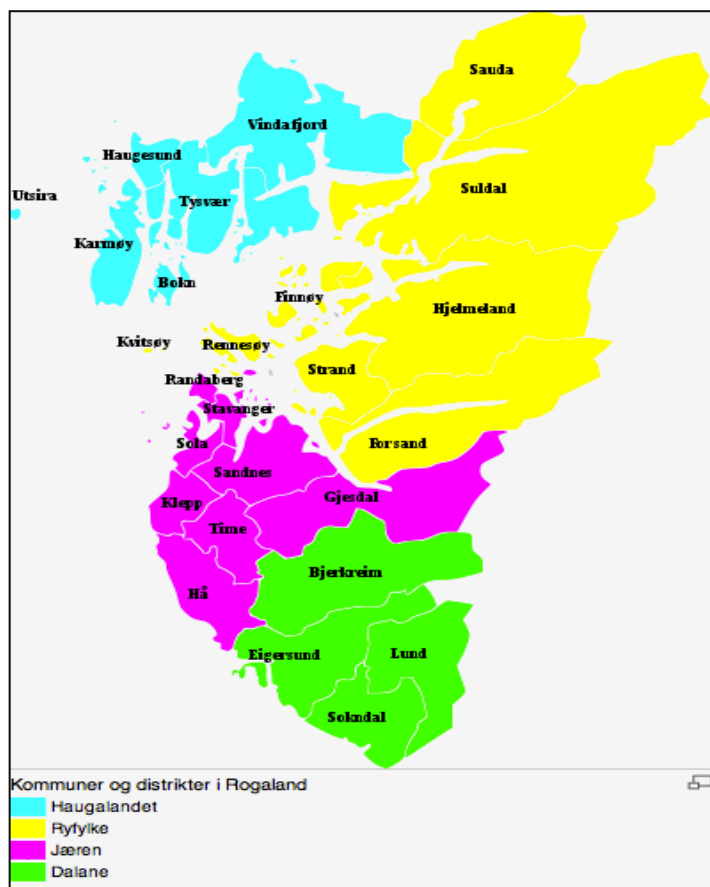 Sauda
Vindafjord
Haugesund
Suldal
Utsira
Tysvær
Karmøy
Bokn
Finnøy
Hjelmeland
Kvitsøy
Rennesøy
Strand
Randaberg
Stavanger
Sola
Forsand
Sandnes
Gjesdal
Klepp
Time
Bjerkreim
Hå
Eigersund
Lund
Sokndal
Kommuner og distrikter i Rogaland
Haugalandet
Ryfylke
Jæren
Dalane